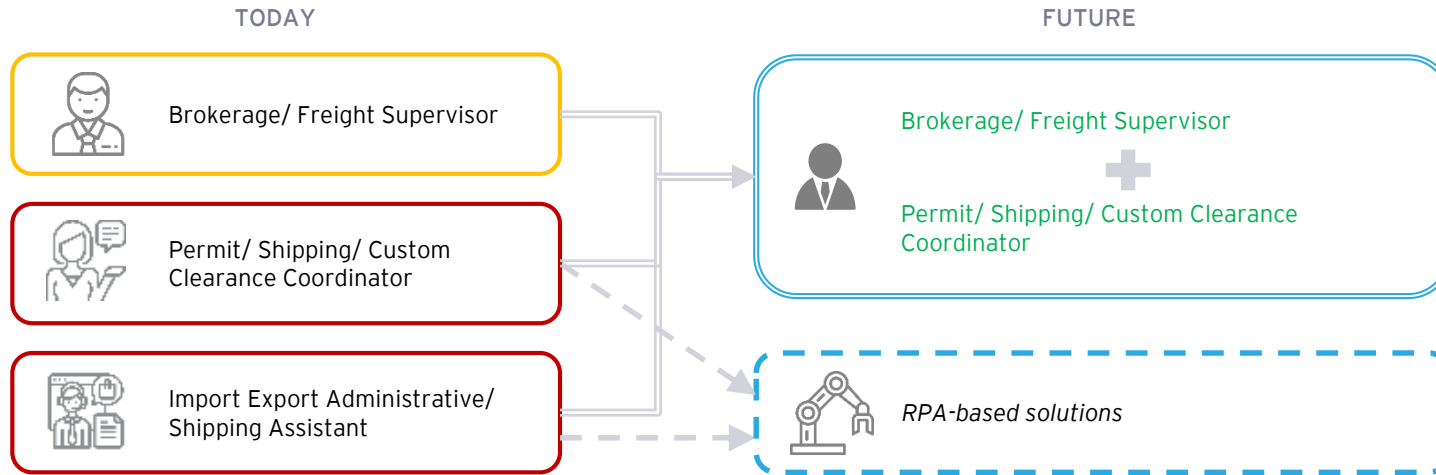 TODAY
FUTURE
Brokerage/ Freight Supervisor
Permit/ Shipping/ Custom
Clearance Coordinator
Import Export Administrative/
Shipping Assistant
Brokerage/ Freight Supervisor
Permit/ Shipping/ Custom Clearance
Coordinator
RPA-based solutions